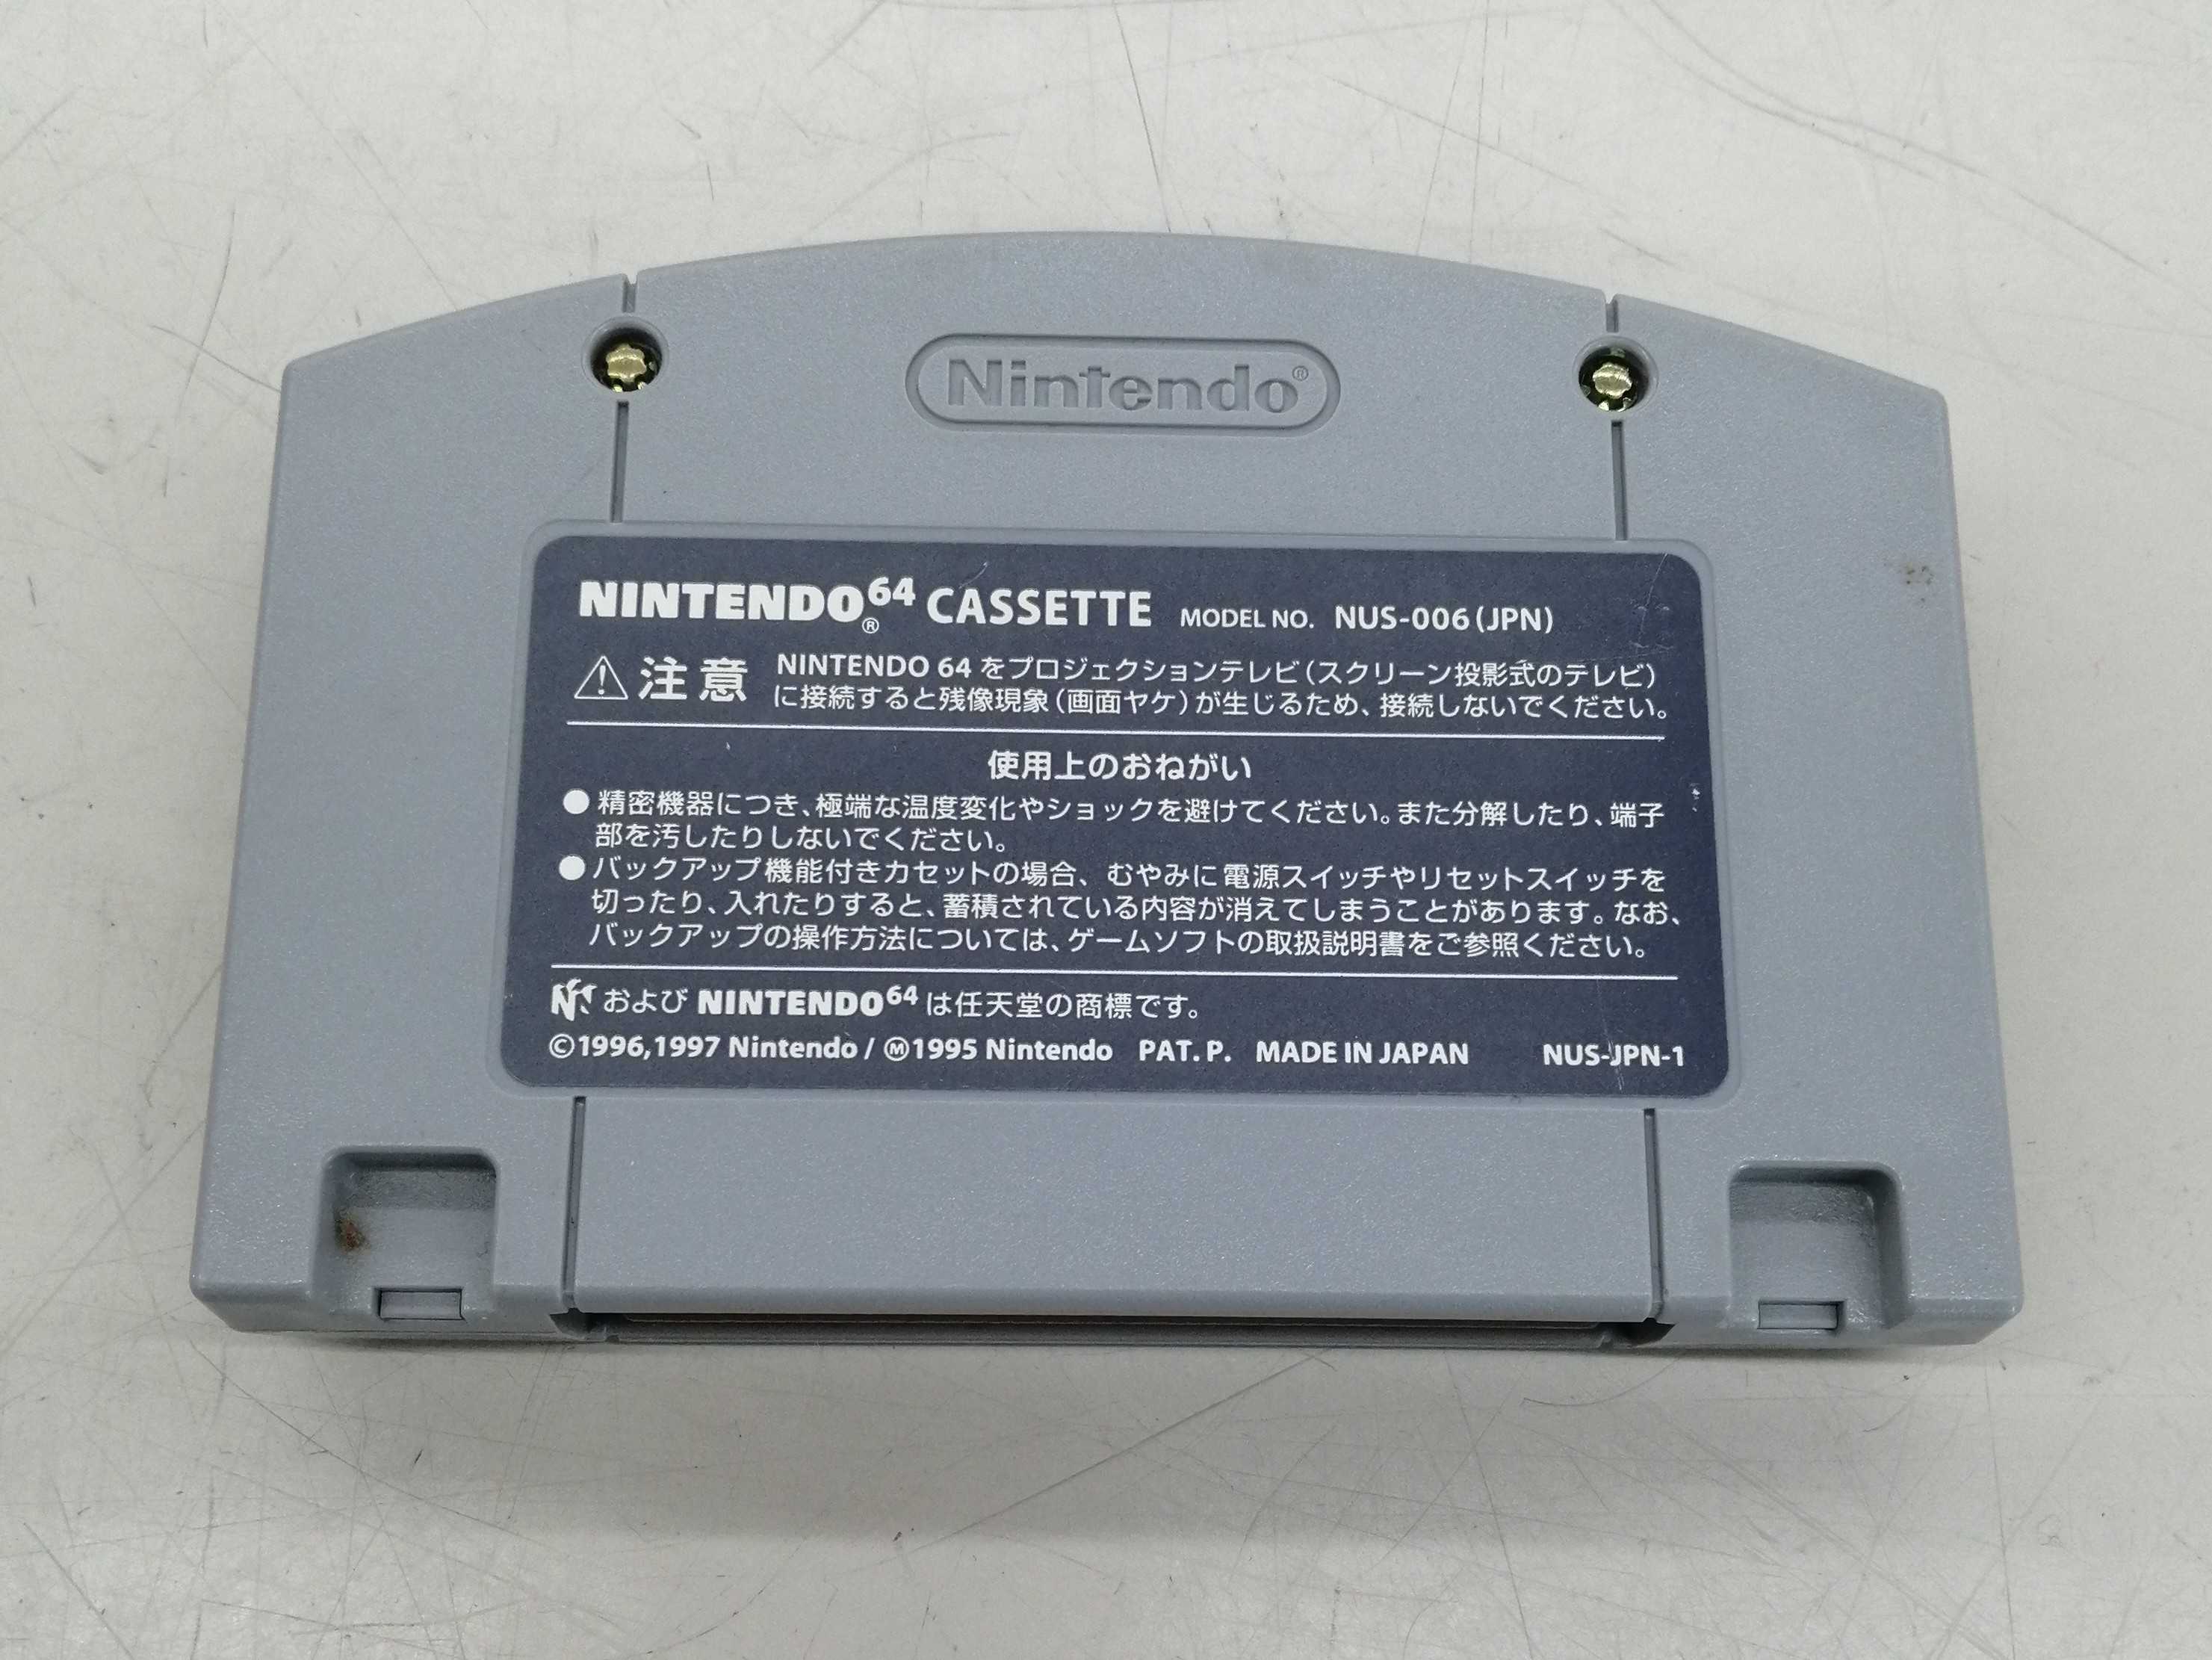 Nintendo®
NINTENDO®64 CASSETTE MODEL NO. NUS-006(JPN)
⚠注意 NINTENDO 64 をプロジェクションテレビ(スクリーン投影式のテレビ)
に接続すると残像現象(画面ヤケ)が生じるため、接続しないでください。
使用上のおねがい
●精密機器につき、極端な温度変化やショックを避けてください。また分解したり、端子
部を汚したりしないでください。
●バックアップ機能付きカセットの場合、むやみに電源スイッチやリセットスイッチを
切ったり、入れたりすると、蓄積されている内容が消えてしまうことがあります。なお、
バックアップの操作方法については、ゲームソフトの取扱説明書をご参照ください。
N および NINTENDO64 は任天堂の商標です。
©1996,1997 Nintendo / Ⓜ1995 Nintendo PAT. P. MADE IN JAPAN NUS-JPN-1